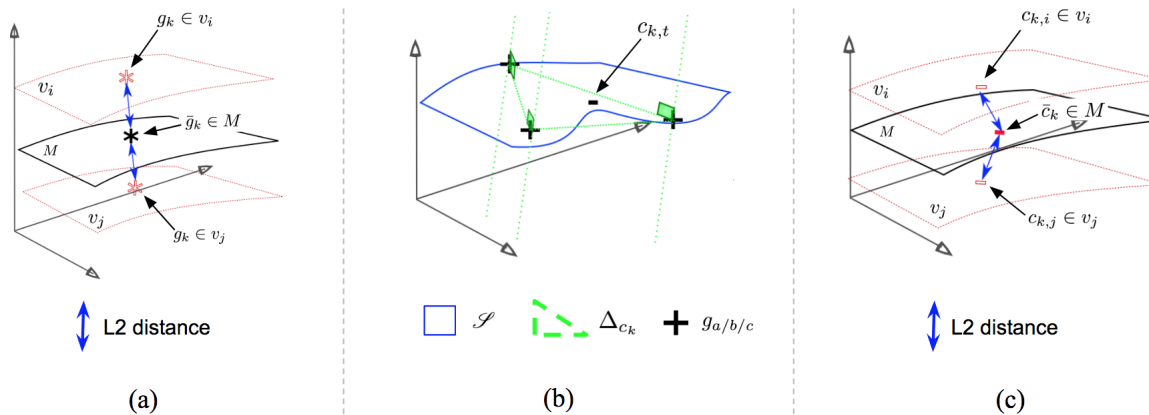 g_k ∈ v_i
v_i
ḡ_k ∈ M
M
v_j
g_k ∈ v_j
L2 distance
(a)
c_{k,t}
𝒮
Δ_{c_k}
g_{a/b/c}
(b)
c_{k,i} ∈ v_i
v_i
c̄_k ∈ M
M
v_j
c_{k,j} ∈ v_j
L2 distance
(c)